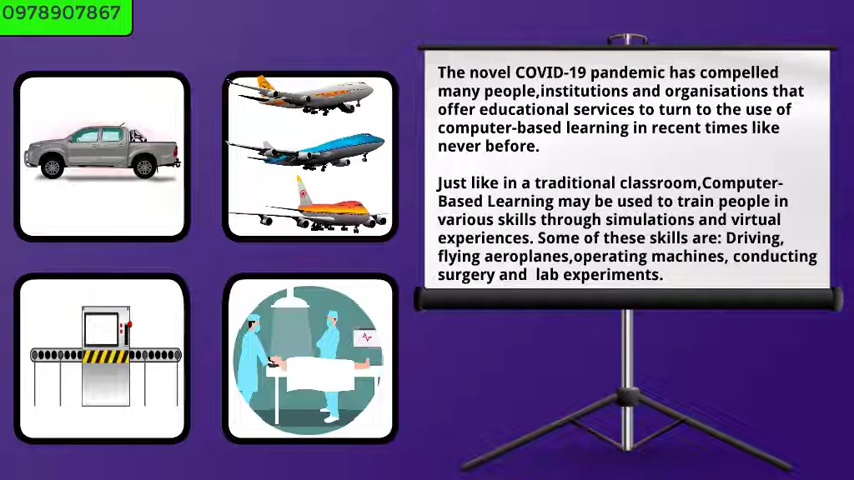 0978907867
The novel COVID-19 pandemic has compelled
many people,institutions and organisations that
offer educational services to turn to the use of
computer-based learning in recent times like
never before.
Just like in a traditional classroom,Computer-
Based Learning may be used to train people in
various skills through simulations and virtual
experiences. Some of these skills are: Driving,
flying aeroplanes,operating machines, conducting
surgery and  lab experiments.